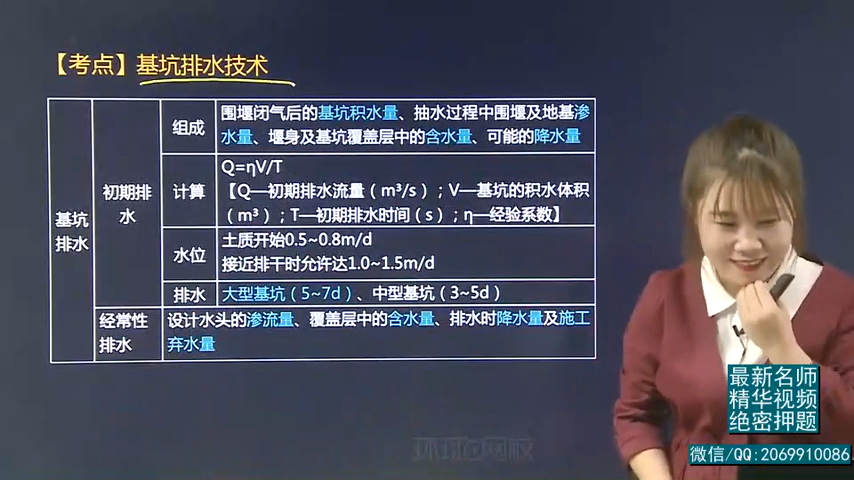 【考点】基坑排水技术
基坑
排水
初期排
水
组成
围堰闭气后的基坑积水量、抽水过程中围堰及地基渗
水量、堰身及基坑覆盖层中的含水量、可能的降水量
计算
Q=ηV/T
【Q—初期排水流量（m³/s）；V—基坑的积水体积
（m³）；T—初期排水时间（s）；η—经验系数】
水位
土质开始0.5~0.8m/d
接近排干时允许达1.0~1.5m/d
排水
大型基坑（5~7d）、中型基坑（3~5d）
经常性
排水
设计水头的渗流量、覆盖层中的含水量、排水时降水量及施工
弃水量
最新名师
精华视频
绝密押题
微信/QQ:2069910086
环球网校